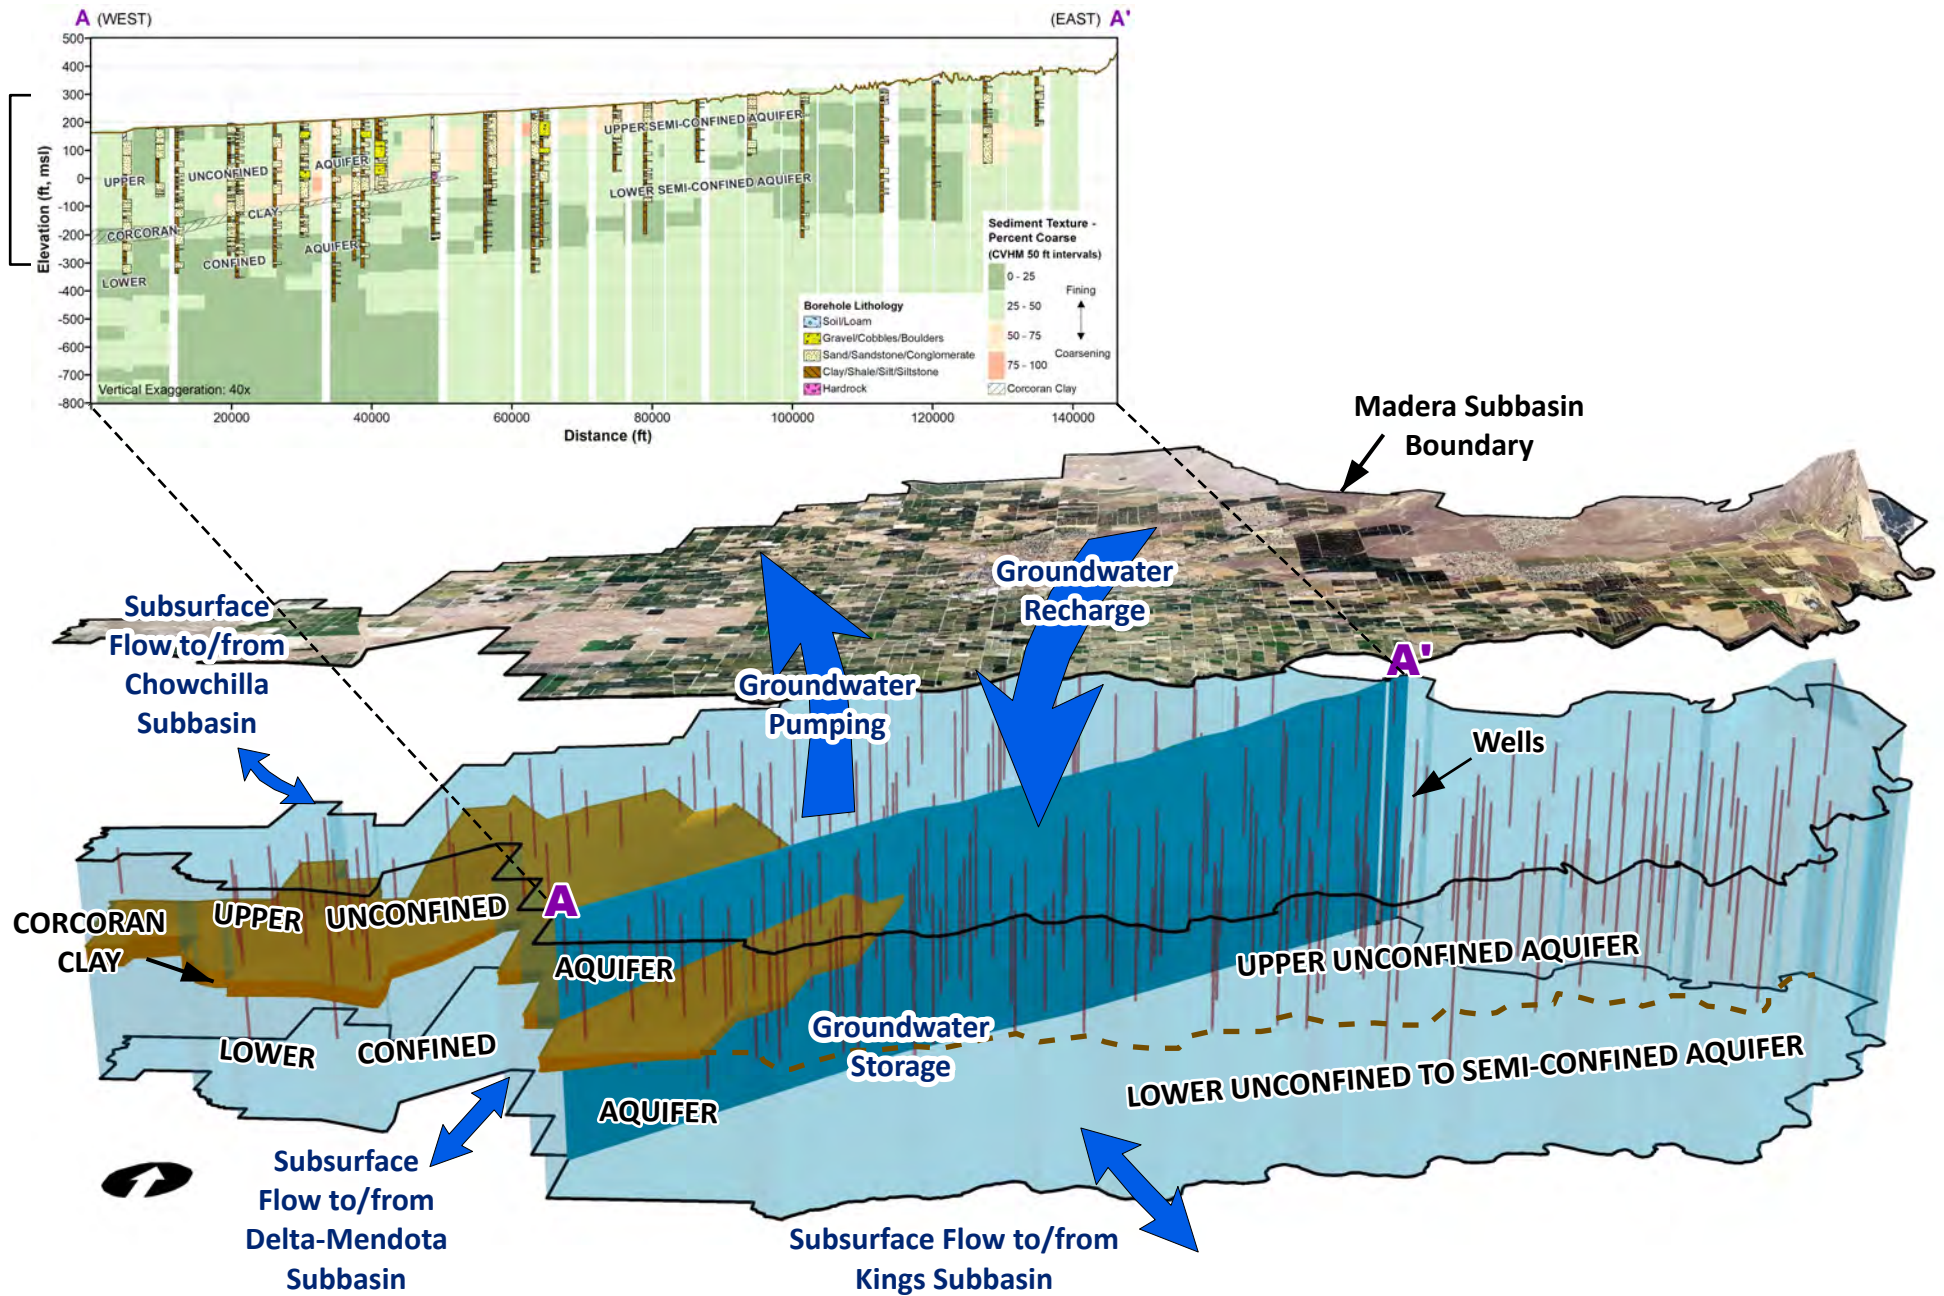 A (WEST)
(EAST) A'
500
400
300
200
100
0
-100
-200
-300
-400
-500
-600
-700
-800
Elevation (ft, msl)
UPPER UNCONFINED AQUIFER
UPPER SEMI-CONFINED AQUIFER
LOWER SEMI-CONFINED AQUIFER
CORCORAN CLAY
LOWER CONFINED AQUIFER
Vertical Exaggeration: 40x
Borehole Lithology
Soil/Loam
Gravel/Cobbles/Boulders
Sand/Sandstone/Conglomerate
Clay/Shale/Silt/Siltstone
Hardrock
Sediment Texture -
Percent Coarse
(CVHM 50 ft intervals)
0 - 25
25 - 50
50 - 75
75 - 100
Fining
Coarsening
Corcoran Clay
20000
40000
60000
80000
100000
120000
140000
Distance (ft)
Madera Subbasin
Boundary
Subsurface
Flow to/from
Chowchilla
Subbasin
Groundwater
Pumping
Groundwater
Recharge
A'
Wells
A
CORCORAN
CLAY
UPPER UNCONFINED
AQUIFER
UPPER UNCONFINED AQUIFER
LOWER CONFINED
AQUIFER
Groundwater
Storage
LOWER UNCONFINED TO SEMI-CONFINED AQUIFER
Subsurface
Flow to/from
Delta-Mendota
Subbasin
Subsurface Flow to/from
Kings Subbasin